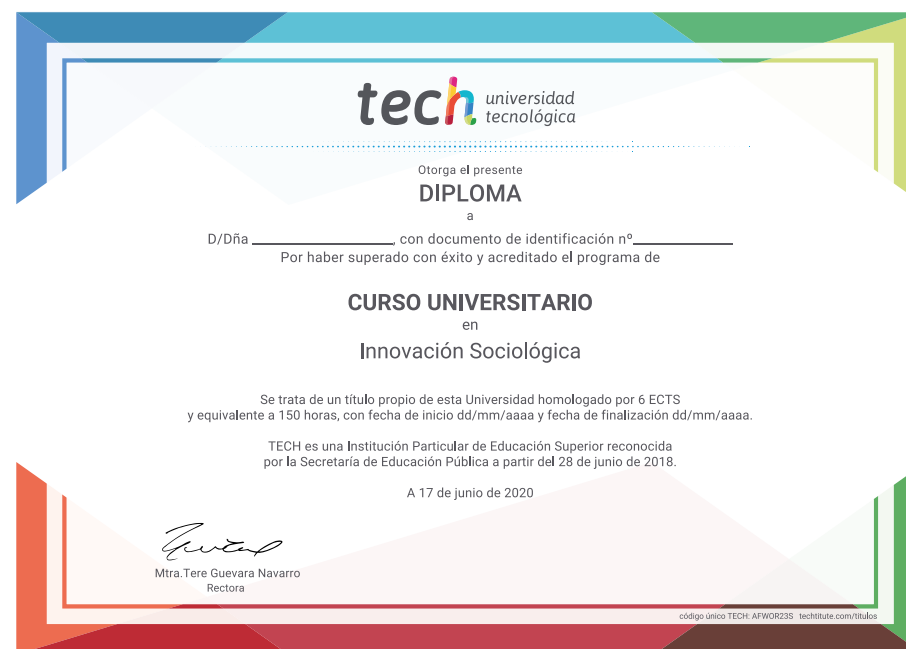 tech universidad
tecnológica
Otorga el presente
DIPLOMA
a
D/Dña ____________________, con documento de identificación nº______________
Por haber superado con éxito y acreditado el programa de
CURSO UNIVERSITARIO
en
Innovación Sociológica
Se trata de un título propio de esta Universidad homologado por 6 ECTS
y equivalente a 150 horas, con fecha de inicio dd/mm/aaaa y fecha de finalización dd/mm/aaaa.
TECH es una Institución Particular de Educación Superior reconocida
por la Secretaría de Educación Pública a partir del 28 de junio de 2018.
A 17 de junio de 2020
Mtra.Tere Guevara Navarro
Rectora
código único TECH: AFWOR23S techtitute.com/titulos